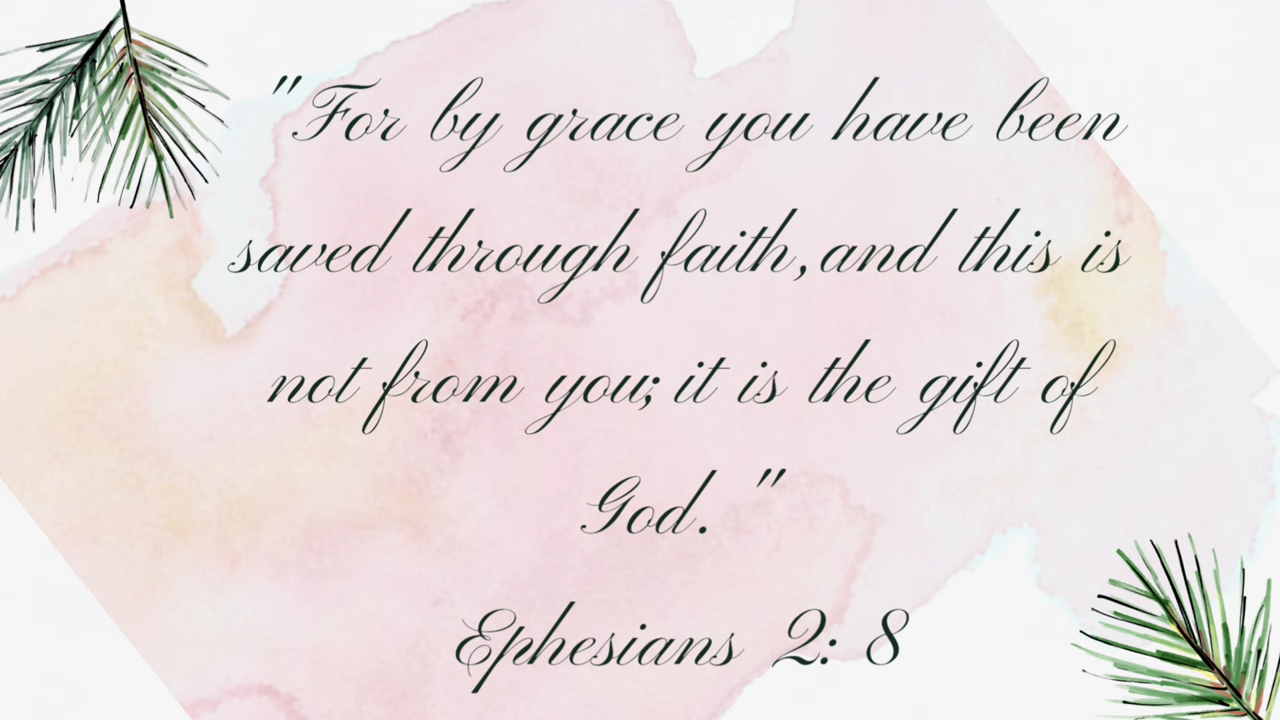 "For by grace you have been
saved through faith, and this is
not from you; it is the gift of
God. "
Ephesians 2: 8